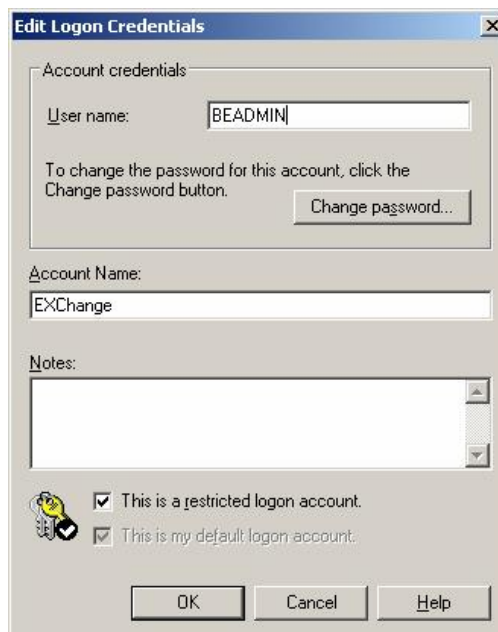 Edit Logon Credentials
Account credentials
User name: BEADMIN
To change the password for this account, click the
Change password button.
Change password...
Account Name:
EXChange
Notes:
This is a restricted logon account.
This is my default logon account.
OK Cancel Help